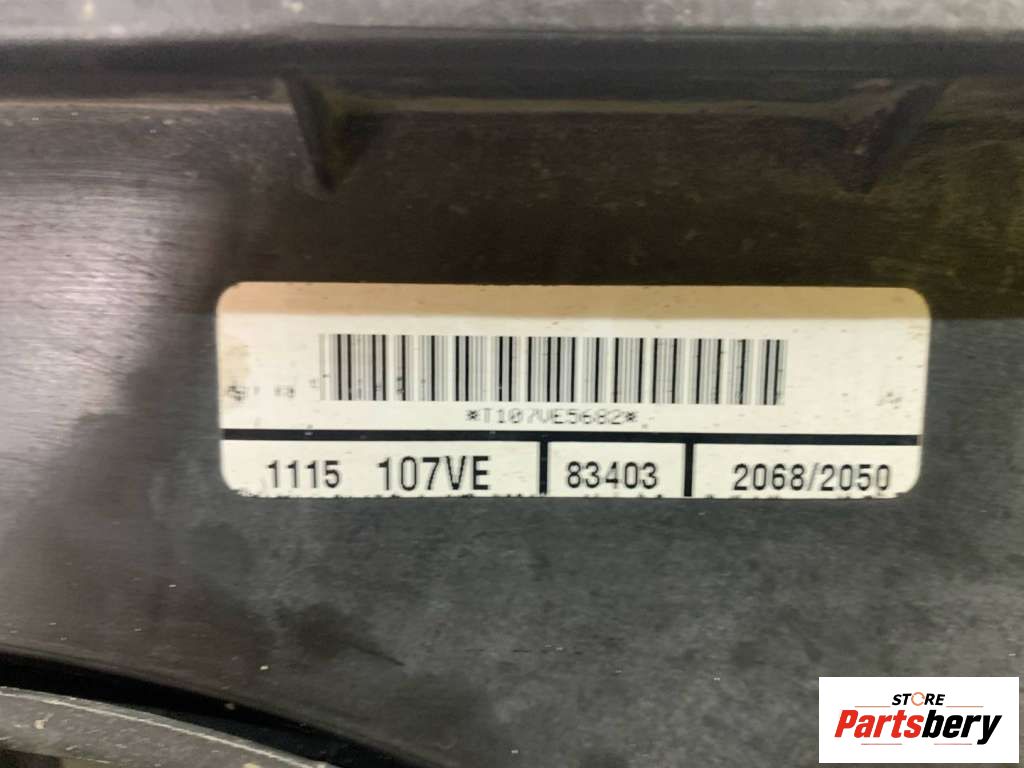 *T107VE5682*
1115 107VE 83403 2068/2050
STORE
Partsbery